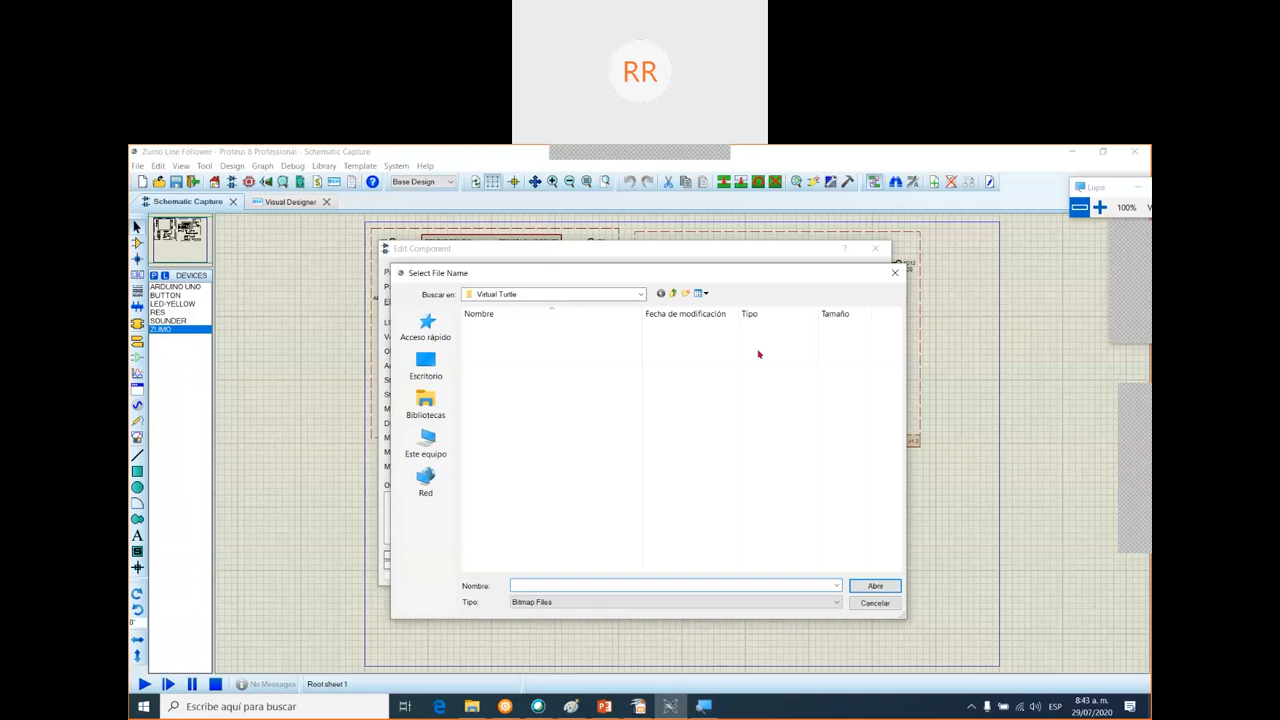 RR
Zumo Line Follower - Proteus 8 Professional - Schematic Capture
File Edit View Tool Design Graph Debug Library Template System Help
Base Design
Lupa
100%
Schematic Capture
Visual Designer
Edit Component
Select File Name
P L DEVICES
ARDUINO UNO
BUTTON
LED-YELLOW
RES
SOUNDER
ZUMO
Buscar en: Virtual Turtle
Nombre Fecha de modificación Tipo Tamaño
Acceso rápido
Escritorio
Bibliotecas
Este equipo
Red
Nombre: Abrir
Tipo: Bitmap Files Cancelar
No Messages Root sheet 1
Escribe aquí para buscar
ESP
8:43 a. m.
29/07/2020